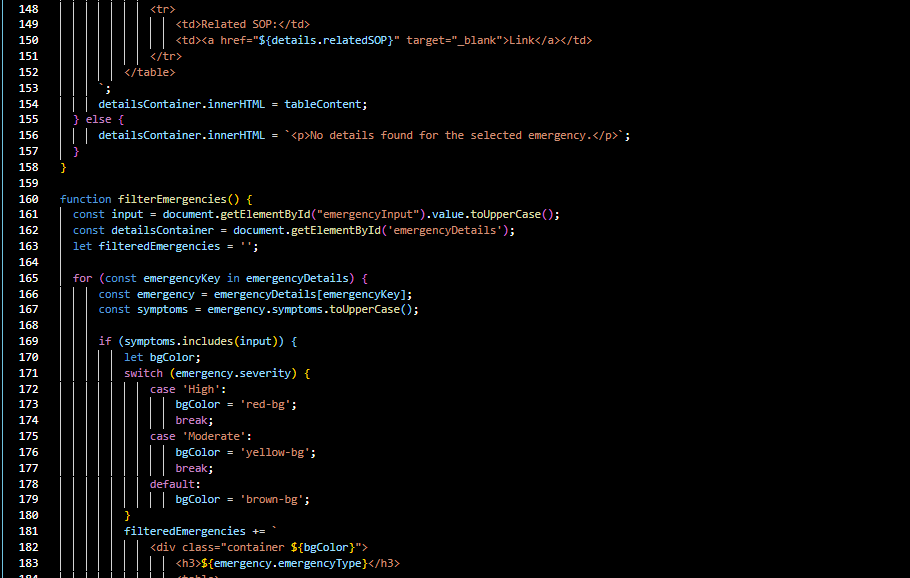 148 <tr>
149 <td>Related SOP:</td>
150 <td><a href="${details.relatedSOP}" target="_blank">Link</a></td>
151 </tr>
152 </table>
153 `;
154 detailsContainer.innerHTML = tableContent;
155 } else {
156 detailsContainer.innerHTML = `<p>No details found for the selected emergency.</p>`;
157 }
158 }
159
160 function filterEmergencies() {
161 const input = document.getElementById("emergencyInput").value.toUpperCase();
162 const detailsContainer = document.getElementById('emergencyDetails');
163 let filteredEmergencies = '';
164
165 for (const emergencyKey in emergencyDetails) {
166 const emergency = emergencyDetails[emergencyKey];
167 const symptoms = emergency.symptoms.toUpperCase();
168
169 if (symptoms.includes(input)) {
170 let bgColor;
171 switch (emergency.severity) {
172 case 'High':
173 bgColor = 'red-bg';
174 break;
175 case 'Moderate':
176 bgColor = 'yellow-bg';
177 break;
178 default:
179 bgColor = 'brown-bg';
180 }
181 filteredEmergencies += `
182 <div class="container ${bgColor}">
183 <h3>${emergency.emergencyType}</h3>
184 <table>